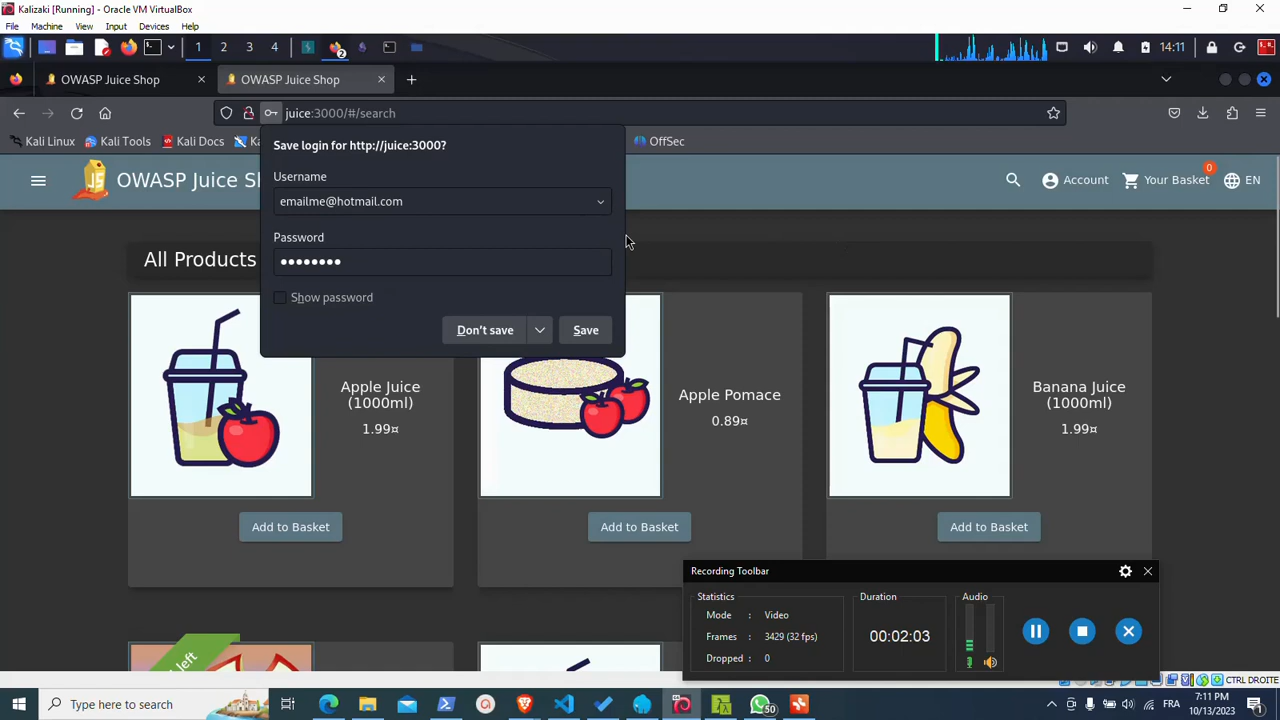 Kalizaki [Running] - Oracle VM VirtualBox
File Machine View Input Devices Help
1 2 3 4 2 14:11
OWASP Juice Shop OWASP Juice Shop
juice:3000/#/search
Kali Linux Kali Tools Kali Docs Ka OffSec
Save login for http://juice:3000?
Username
emailme@hotmail.com
Password
••••••••
Show password
Don't save Save
OWASP Juice S Account Your Basket 0 EN
All Products
Apple Juice
(1000ml)
1.99¤
Add to Basket
Apple Pomace
0.89¤
Add to Basket
Banana Juice
(1000ml)
1.99¤
Add to Basket
left
Recording Toolbar
Statistics
Mode : Video
Frames : 3429 (32 fps)
Dropped : 0
Duration
00:02:03
Audio
CTRL DROITE
Type here to search
50
FRA
7:11 PM
10/13/2023